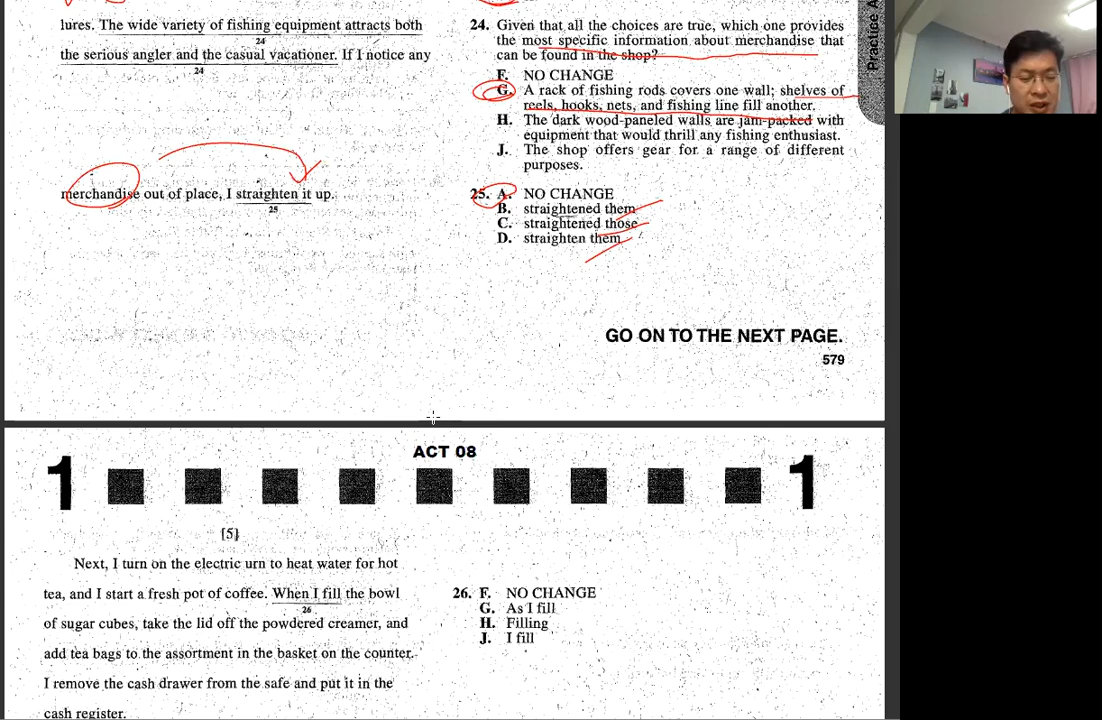 lures. The wide variety of fishing equipment attracts both
24
the serious angler and the casual vacationer. If I notice any
24
merchandise out of place, I straighten it up.
25
24. Given that all the choices are true, which one provides
the most specific information about merchandise that
can be found in the shop?
F. NO CHANGE
G. A rack of fishing rods covers one wall; shelves of
reels, hooks, nets, and fishing line fill another.
H. The dark wood-paneled walls are jam-packed with
equipment that would thrill any fishing enthusiast.
J. The shop offers gear for a range of different
purposes.
25. A. NO CHANGE
B. straightened them
C. straightened those
D. straighten them
GO ON TO THE NEXT PAGE.
579
Practice A
ACT 08
1 1
[5]
Next, I turn on the electric urn to heat water for hot
tea, and I start a fresh pot of coffee. When I fill the bowl
26
of sugar cubes, take the lid off the powdered creamer, and
add tea bags to the assortment in the basket on the counter.
I remove the cash drawer from the safe and put it in the
cash register.
26. F. NO CHANGE
G. As I fill
H. Filling
J. I fill